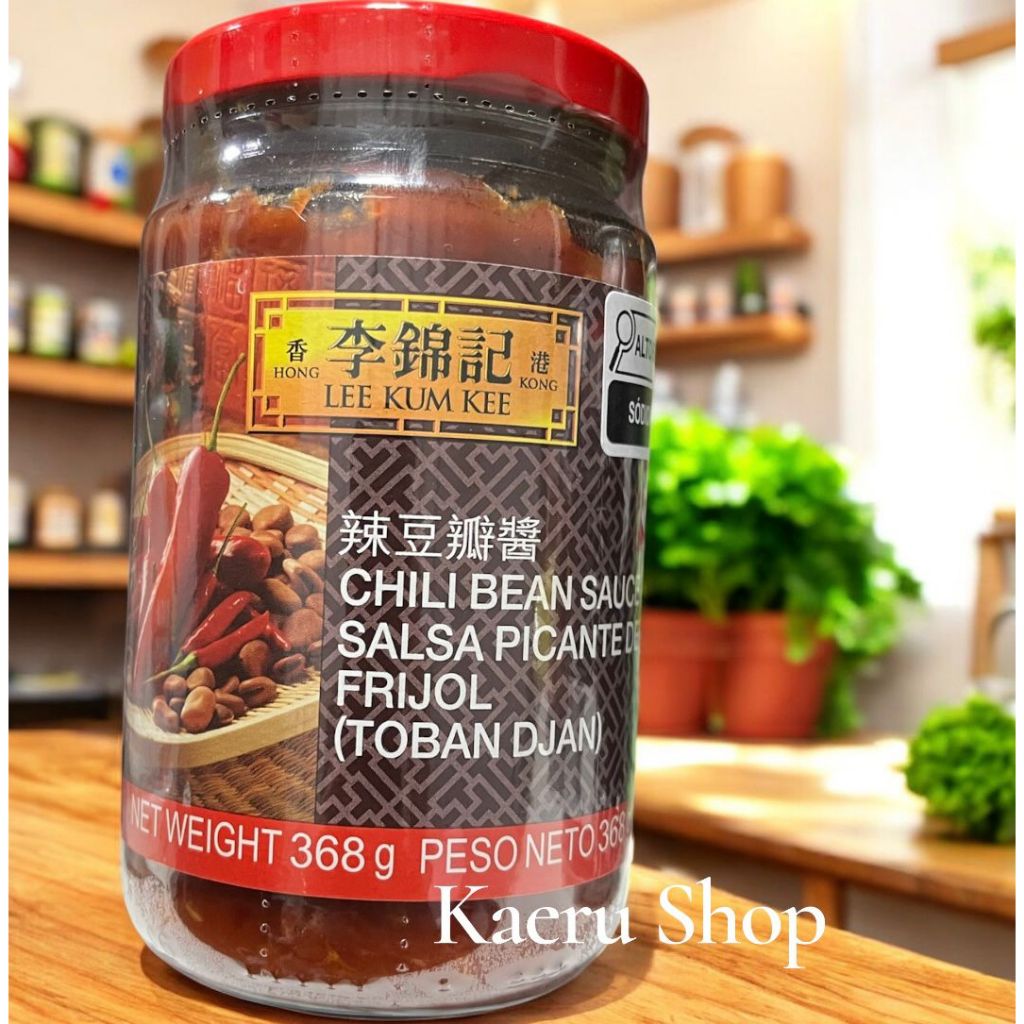 香 李錦記 港
HONG LEE KUM KEE KONG
辣豆瓣醬
CHILI BEAN SAUCE
SALSA PICANTE DE
FRIJOL
(TOBAN DJAN)
NET WEIGHT 368 g PESO NETO 368
Kaeru Shop